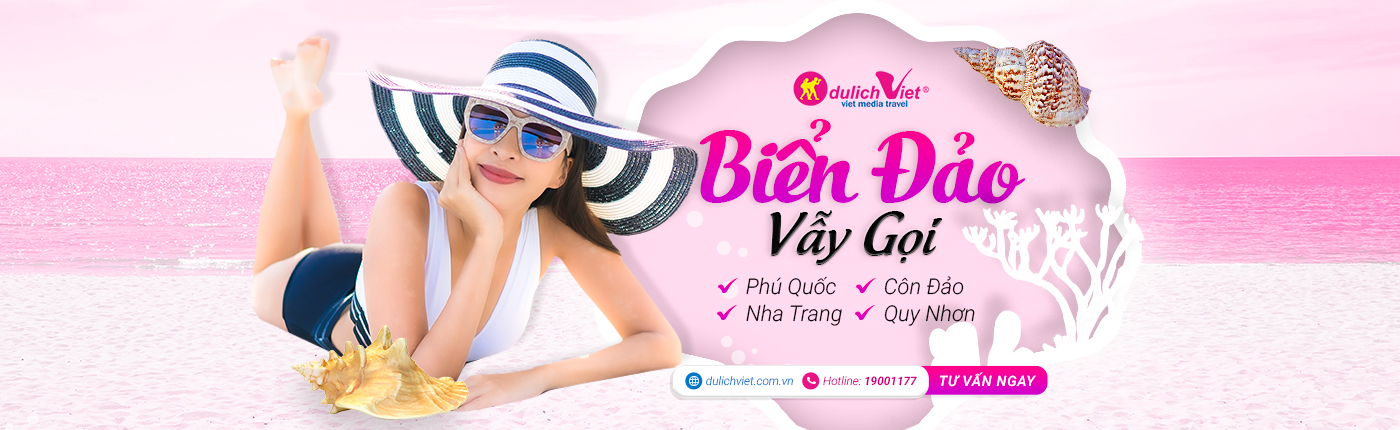 dulichViet®
viet media travel
Biển Đảo
Vẫy Gọi
Phú Quốc
Côn Đảo
Nha Trang
Quy Nhơn
dulichviet.com.vn
Hotline: 19001177
TƯ VẤN NGAY